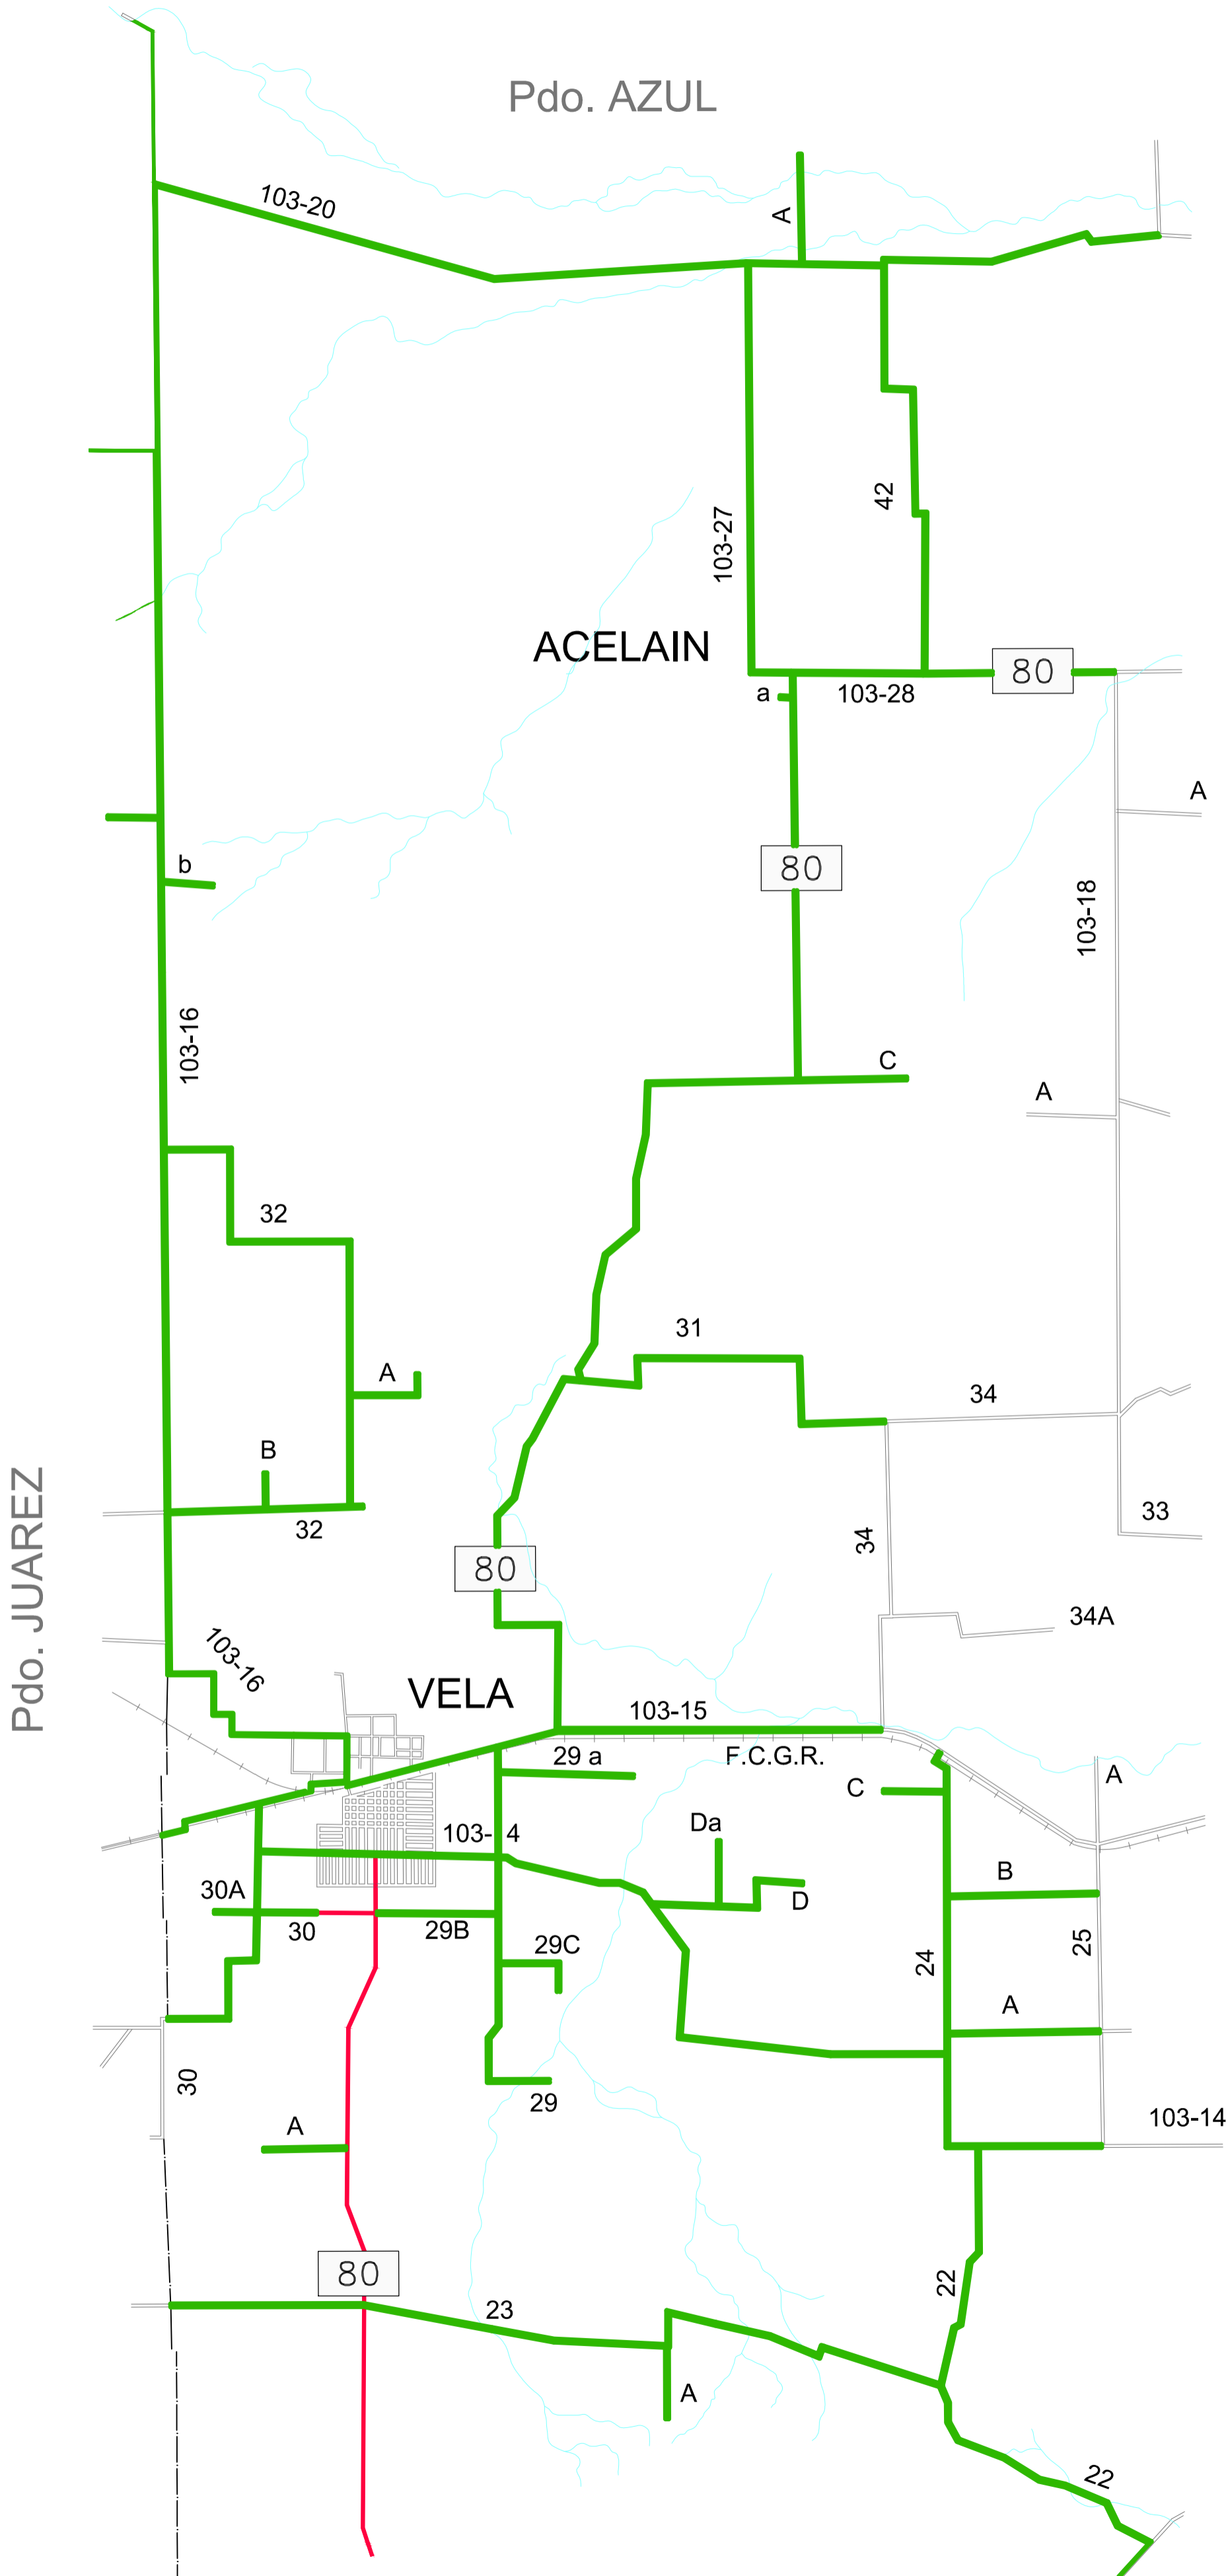 Pdo. AZUL
103-20
A
42
103-27
ACELAIN
80
a
103-28
A
b
80
103-18
103-16
C
A
32
31
A
34
B
33
32
34
80
34A
103-16
Pdo. JUAREZ
VELA
103-15
29 a
F.C.G.R.
A
C
Da
103-14
B
30A
D
30
29B
29C
25
24
A
30
29
A
103-14
80
22
23
A
22